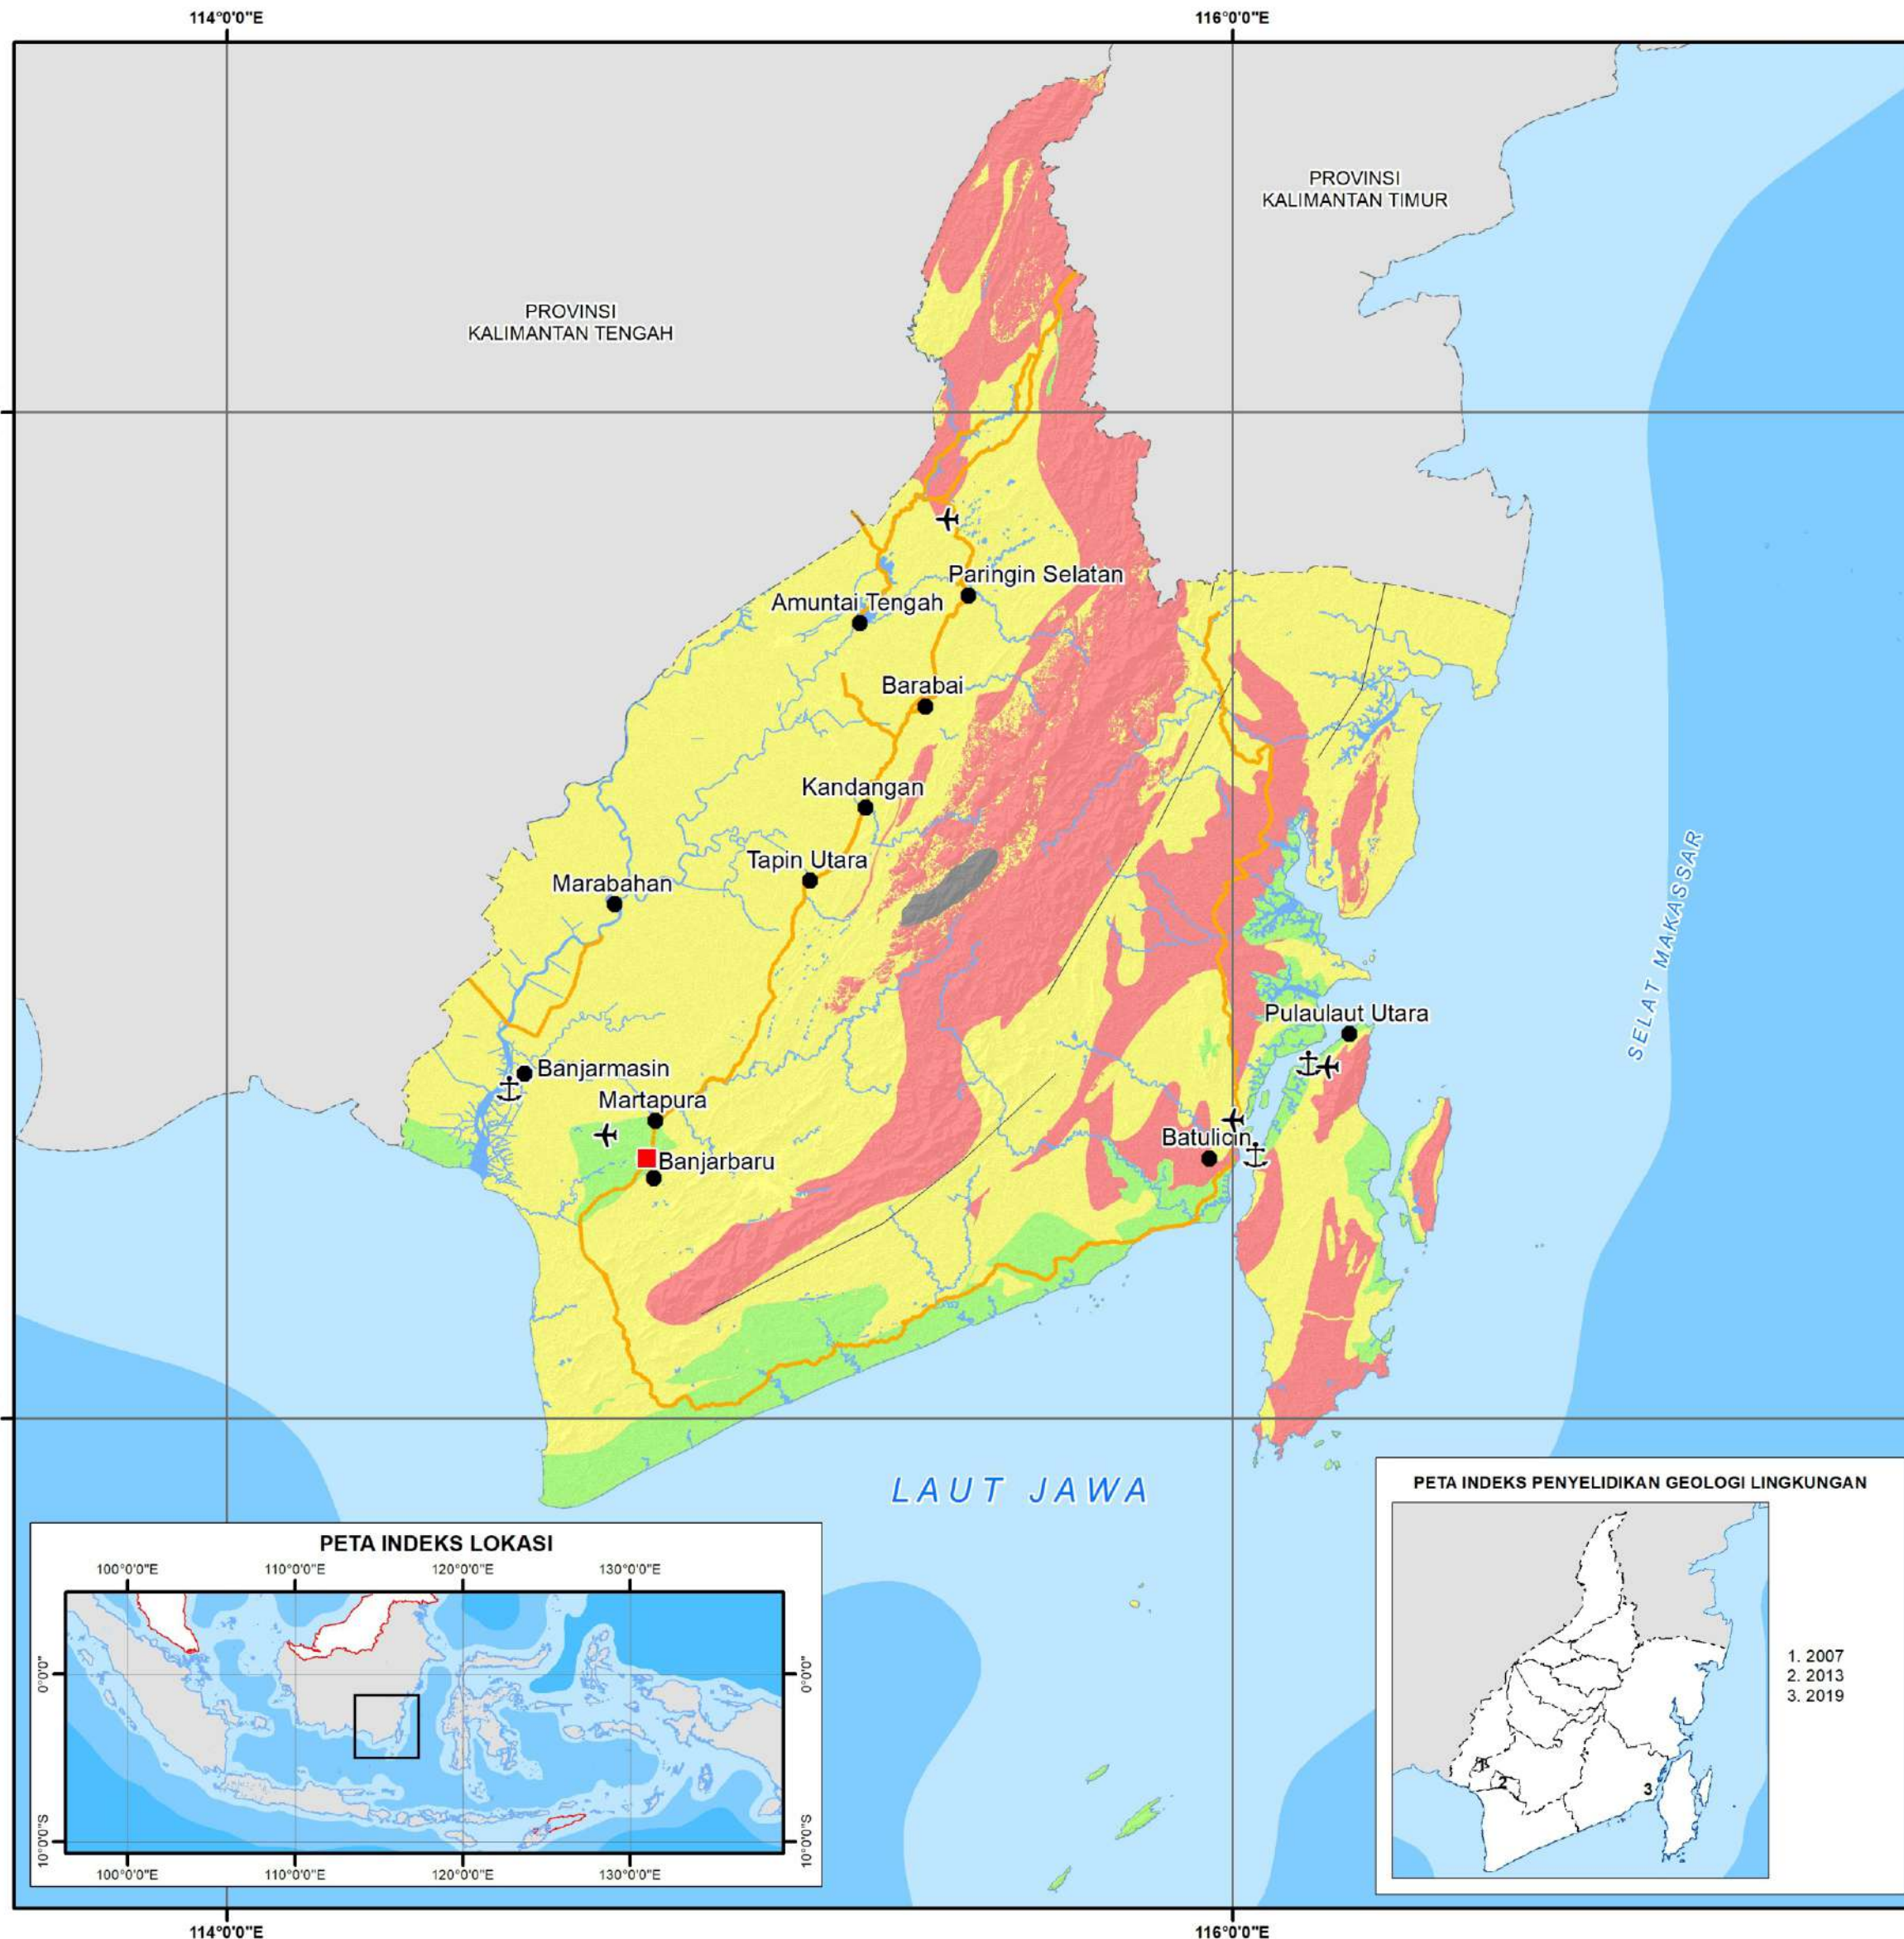 114°0'0"E
116°0'0"E
PROVINSI
KALIMANTAN TIMUR
PROVINSI
KALIMANTAN TENGAH
Paringin Selatan
Amuntai Tengah
Barabai
Kandangan
Tapin Utara
Marabahan
SELAT MAKASSAR
Pulaulaut Utara
Banjarmasin
Martapura
Batulicin
Banjarbaru
LAUT JAWA
PETA INDEKS LOKASI
100°0'0"E
110°0'0"E
120°0'0"E
130°0'0"E
0°0'0"
0°0'0"
10°0'0"S
10°0'0"S
100°0'0"E
110°0'0"E
120°0'0"E
130°0'0"E
PETA INDEKS PENYELIDIKAN GEOLOGI LINGKUNGAN
1. 2007
2. 2013
3. 2019
1
2
3
114°0'0"E
116°0'0"E